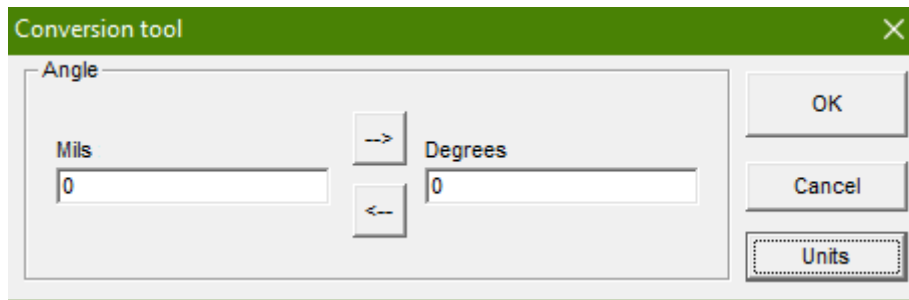 Conversion tool
Angle
OK
-->
Mils
Degrees
0
0
Cancel
<--
Units